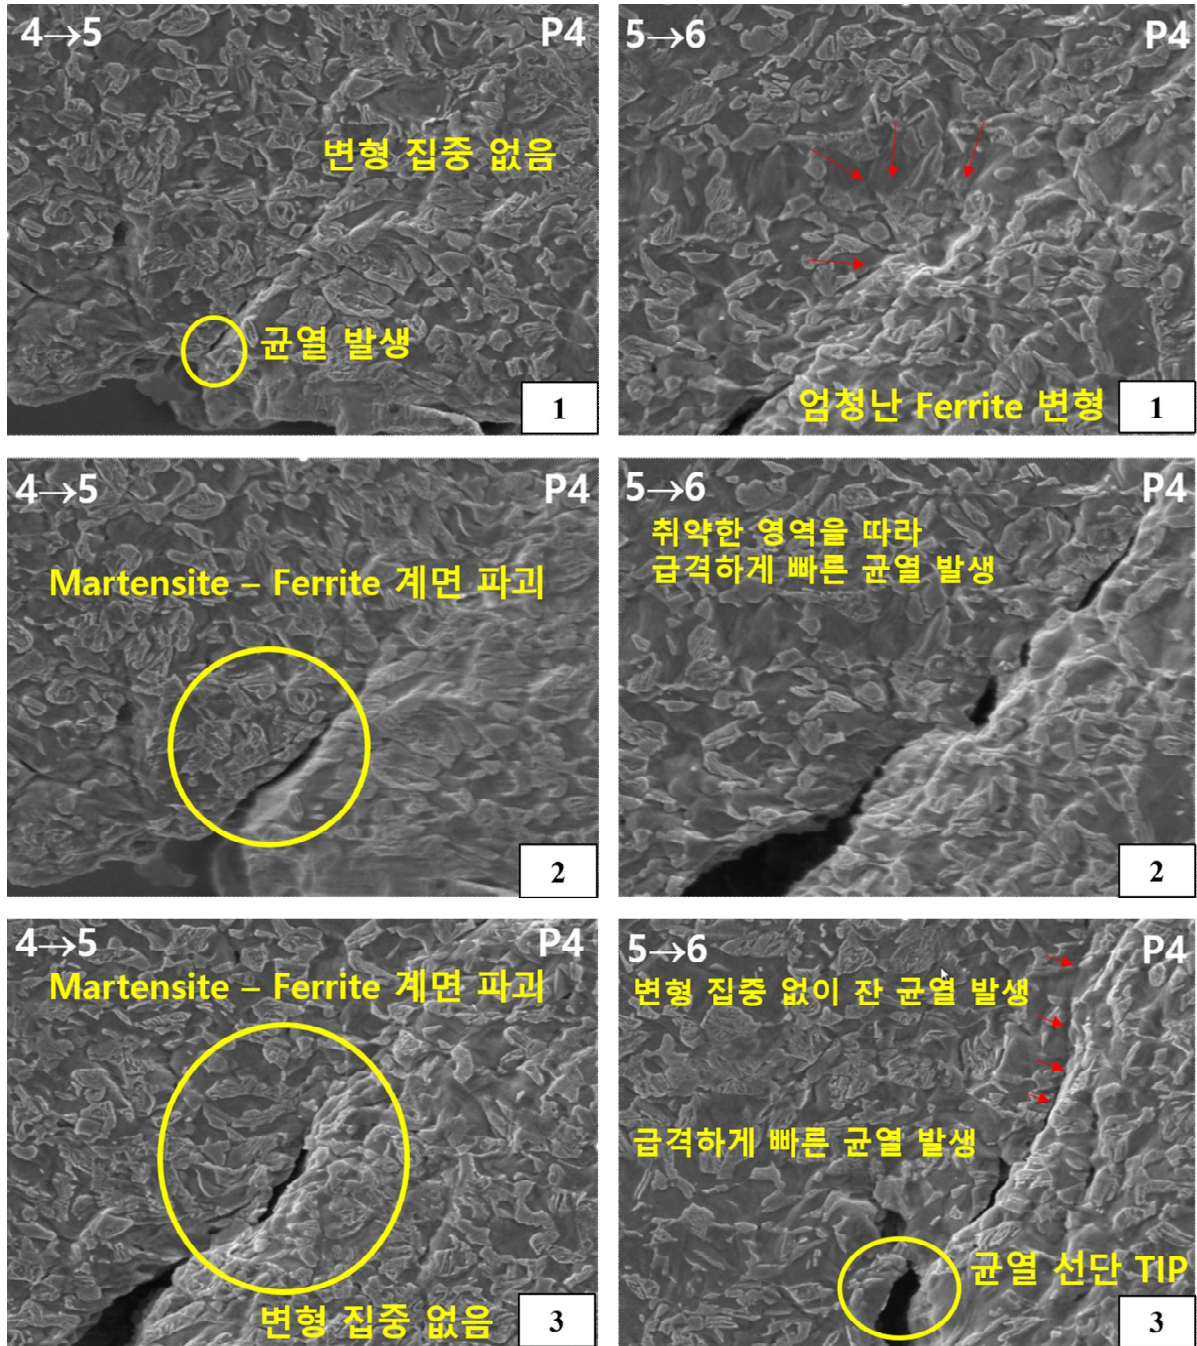 4→5
P4
변형 집중 없음
균열 발생
1
5→6
P4
엄청난 Ferrite 변형
1
4→5
P4
Martensite – Ferrite 계면 파괴
2
5→6
P4
취약한 영역을 따라
급격하게 빠른 균열 발생
2
4→5
P4
Martensite – Ferrite 계면 파괴
변형 집중 없음
3
5→6
P4
변형 집중 없이 잔 균열 발생
급격하게 빠른 균열 발생
균열 선단 TIP
3